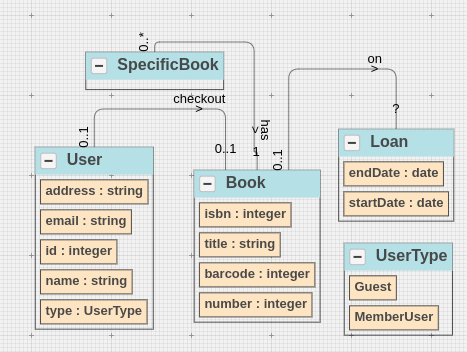 0..*
on
SpecificBook
checkout
?
0..1
has
0..1
1
0..1
Loan
User
endDate : date
address : string
Book
startDate : date
email : string
isbn : integer
id : integer
title : string
UserType
name : string
barcode : integer
Guest
type : UserType
number : integer
MemberUser